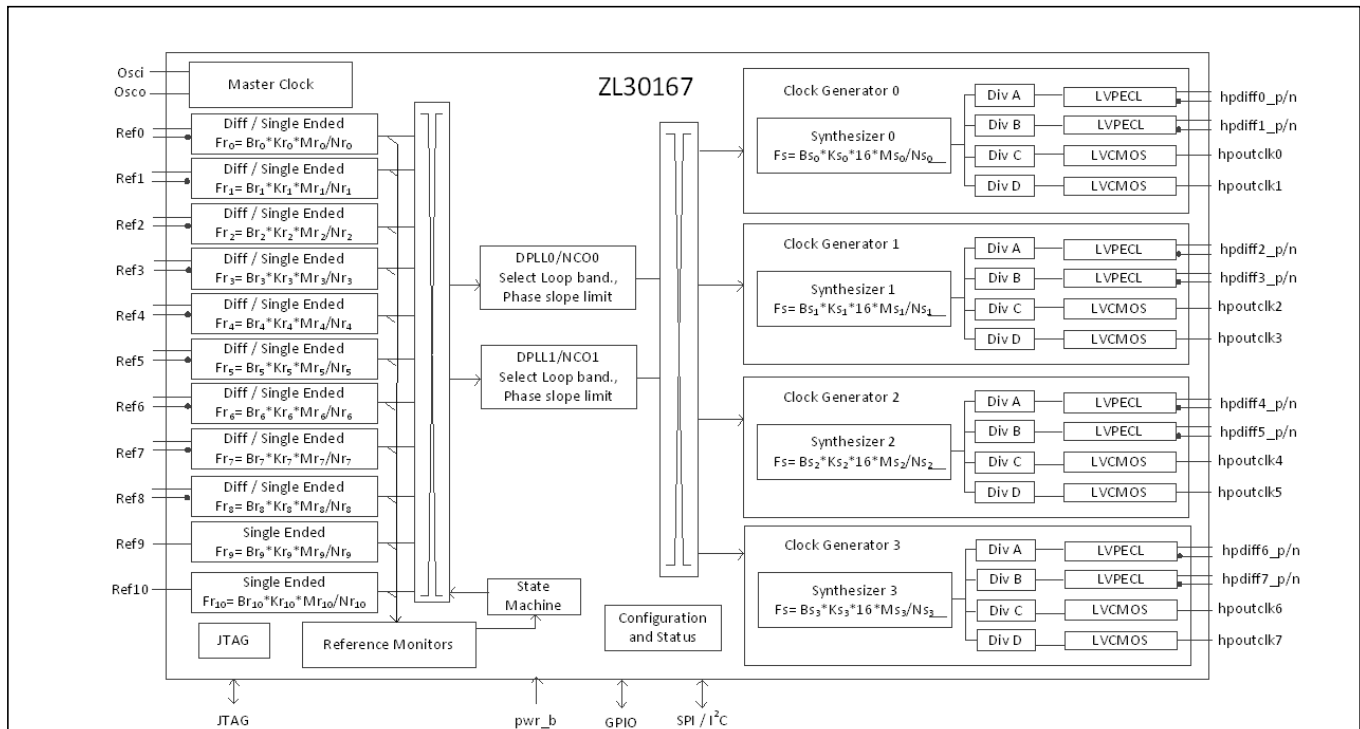 ZL30167
Osci
Osco
Master Clock
Ref0
Diff / Single Ended
Fr₀= Br₀*Kr₀*Mr₀/Nr₀
Ref1
Diff / Single Ended
Fr₁= Br₁*Kr₁*Mr₁/Nr₁
Ref2
Diff / Single Ended
Fr₂= Br₂*Kr₂*Mr₂/Nr₂
Ref3
Diff / Single Ended
Fr₃= Br₃*Kr₃*Mr₃/Nr₃
Ref4
Diff / Single Ended
Fr₄= Br₄*Kr₄*Mr₄/Nr₄
Ref5
Diff / Single Ended
Fr₅= Br₅*Kr₅*Mr₅/Nr₅
Ref6
Diff / Single Ended
Fr₆= Br₆*Kr₆*Mr₆/Nr₆
Ref7
Diff / Single Ended
Fr₇= Br₇*Kr₇*Mr₇/Nr₇
Ref8
Diff / Single Ended
Fr₈= Br₈*Kr₈*Mr₈/Nr₈
Ref9
Single Ended
Fr₉= Br₉*Kr₉*Mr₉/Nr₉
Ref10
Single Ended
Fr₁₀= Br₁₀*Kr₁₀*Mr₁₀/Nr₁₀
JTAG
Reference Monitors
State
Machine
DPLL0/NCO0
Select Loop band.,
Phase slope limit
DPLL1/NCO1
Select Loop band.,
Phase slope limit
Configuration
and Status
Clock Generator 0
Synthesizer 0
Fs= Bs₀*Ks₀*16*Ms₀/Ns₀
Div A
LVPECL
hpdiff0_p/n
Div B
LVPECL
hpdiff1_p/n
Div C
LVCMOS
hpoutclk0
Div D
LVCMOS
hpoutclk1
Clock Generator 1
Synthesizer 1
Fs= Bs₁*Ks₁*16*Ms₁/Ns₁
Div A
LVPECL
hpdiff2_p/n
Div B
LVPECL
hpdiff3_p/n
Div C
LVCMOS
hpoutclk2
Div D
LVCMOS
hpoutclk3
Clock Generator 2
Synthesizer 2
Fs= Bs₂*Ks₂*16*Ms₂/Ns₂
Div A
LVPECL
hpdiff4_p/n
Div B
LVPECL
hpdiff5_p/n
Div C
LVCMOS
hpoutclk4
Div D
LVCMOS
hpoutclk5
Clock Generator 3
Synthesizer 3
Fs= Bs₃*Ks₃*16*Ms₃/Ns₃
Div A
LVPECL
hpdiff6_p/n
Div B
LVPECL
hpdiff7_p/n
Div C
LVCMOS
hpoutclk6
Div D
LVCMOS
hpoutclk7
JTAG
pwr_b
GPIO
SPI / I²C